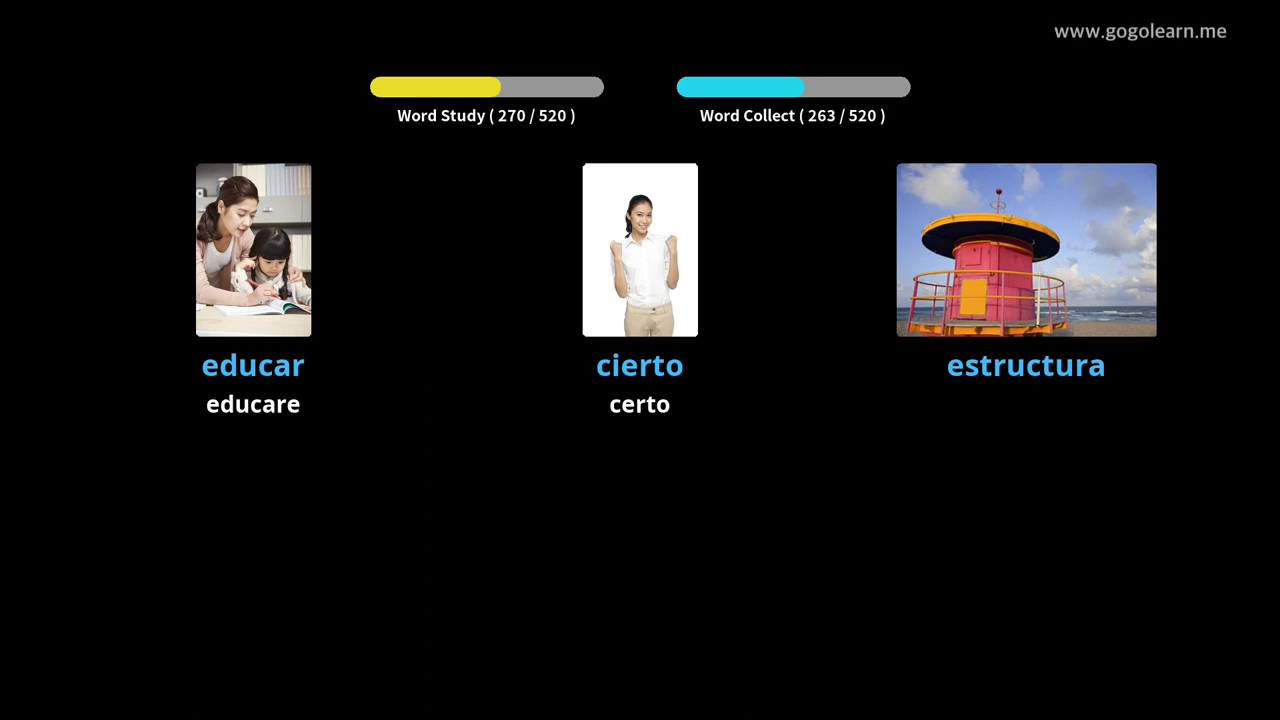 www.gogolearn.me
Word Study ( 270 / 520 )
Word Collect ( 263 / 520 )
educar
cierto
estructura
educare
certo